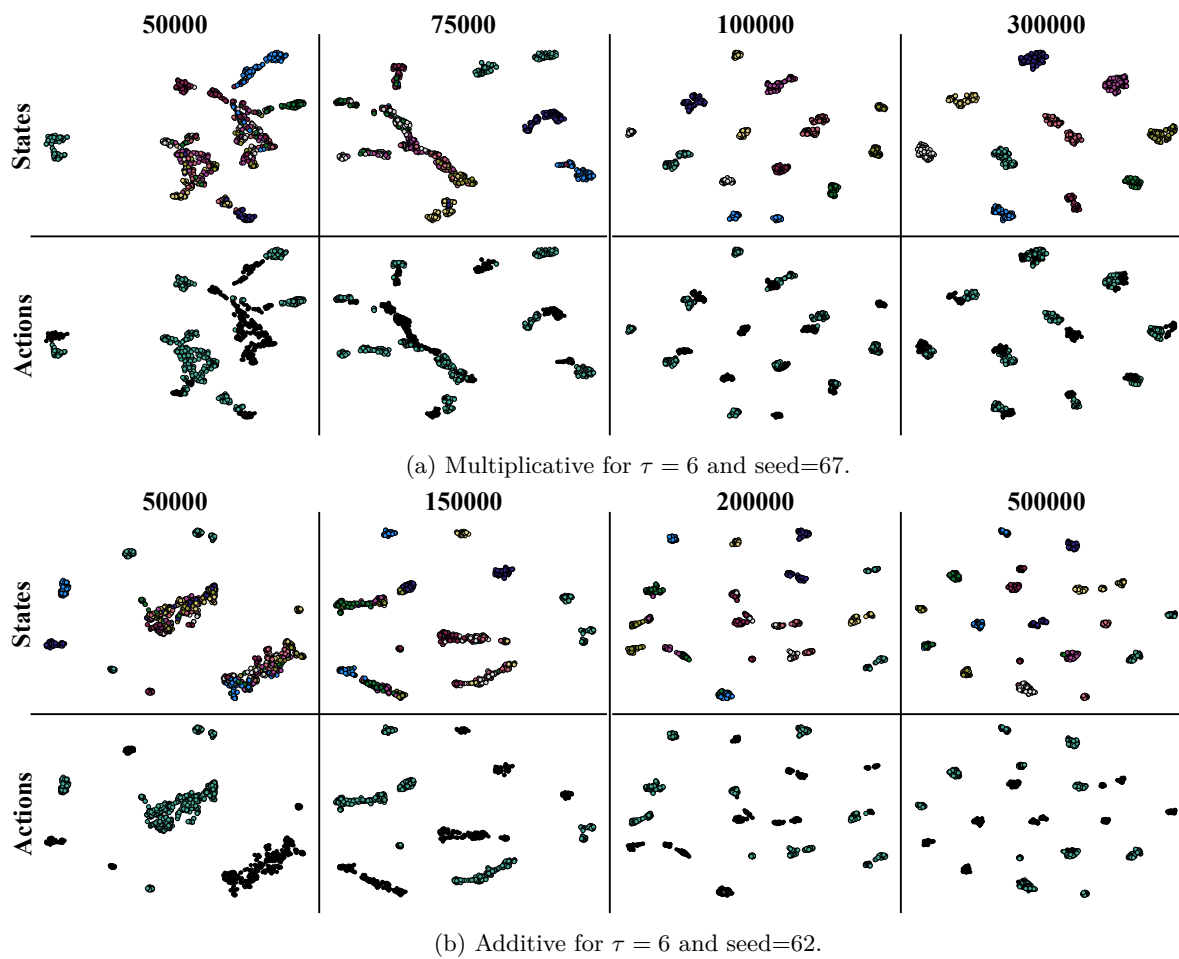 50000 75000 100000 300000
States
Actions
(a) Multiplicative for τ = 6 and seed=67.
50000 150000 200000 500000
States
Actions
(b) Additive for τ = 6 and seed=62.